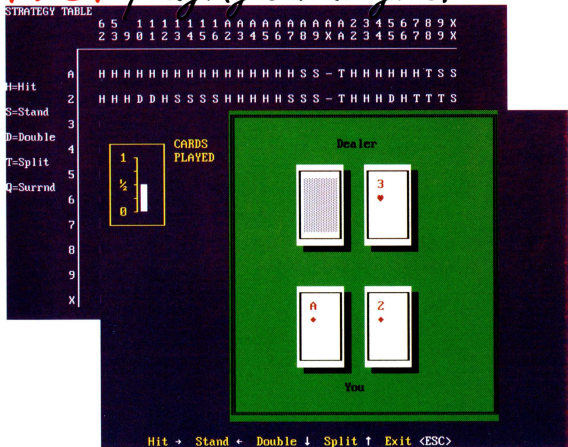 playing strategies.
STRATEGY TABLE
6 5 1 1 1 1 1 1 1 A A A A A A A A A A 2 3 4 5 6 7 8 9 X
2 3 9 0 1 2 3 4 5 6 2 3 4 5 6 7 8 9 X A 2 3 4 5 6 7 8 9 X
A H H H H H H H H H H H H H H H H S S – T H H H H H H T S S
H=Hit
2 H H H D D H S S S S H H H H H H S S – T H H H D H T T T S
S=Stand
3
D=Double
4
T=Split
5
Q=Surrnd
6
7
8
9
X
CARDS
PLAYED
1
½
0
Dealer
3
A
2
You
Hit → Stand ← Double ↓ Split ↑ Exit <ESC>